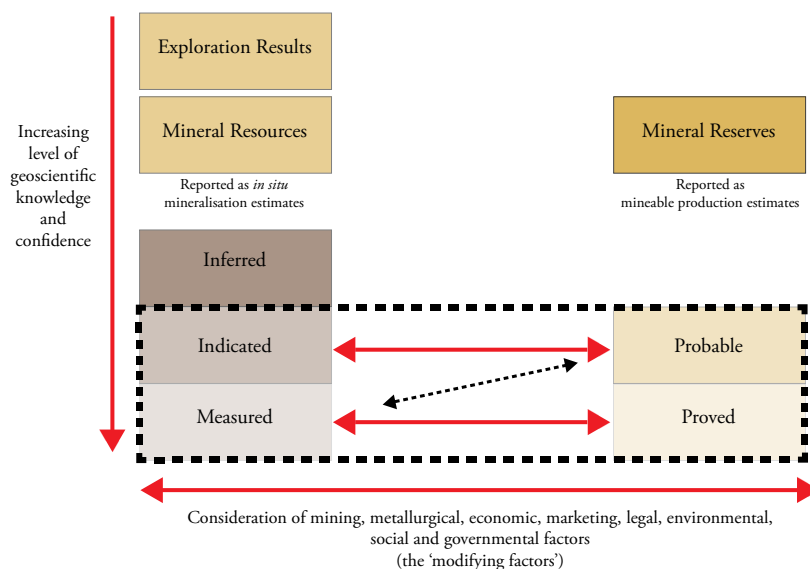 Exploration Results
Mineral Resources
Mineral Reserves
Increasing
level of
geoscientific
knowledge
and
confidence
Reported as in situ
mineralisation estimates
Reported as
mineable production estimates
Inferred
Indicated
Probable
Measured
Proved
Consideration of mining, metallurgical, economic, marketing, legal, environmental,
social and governmental factors
(the ‘modifying factors’)